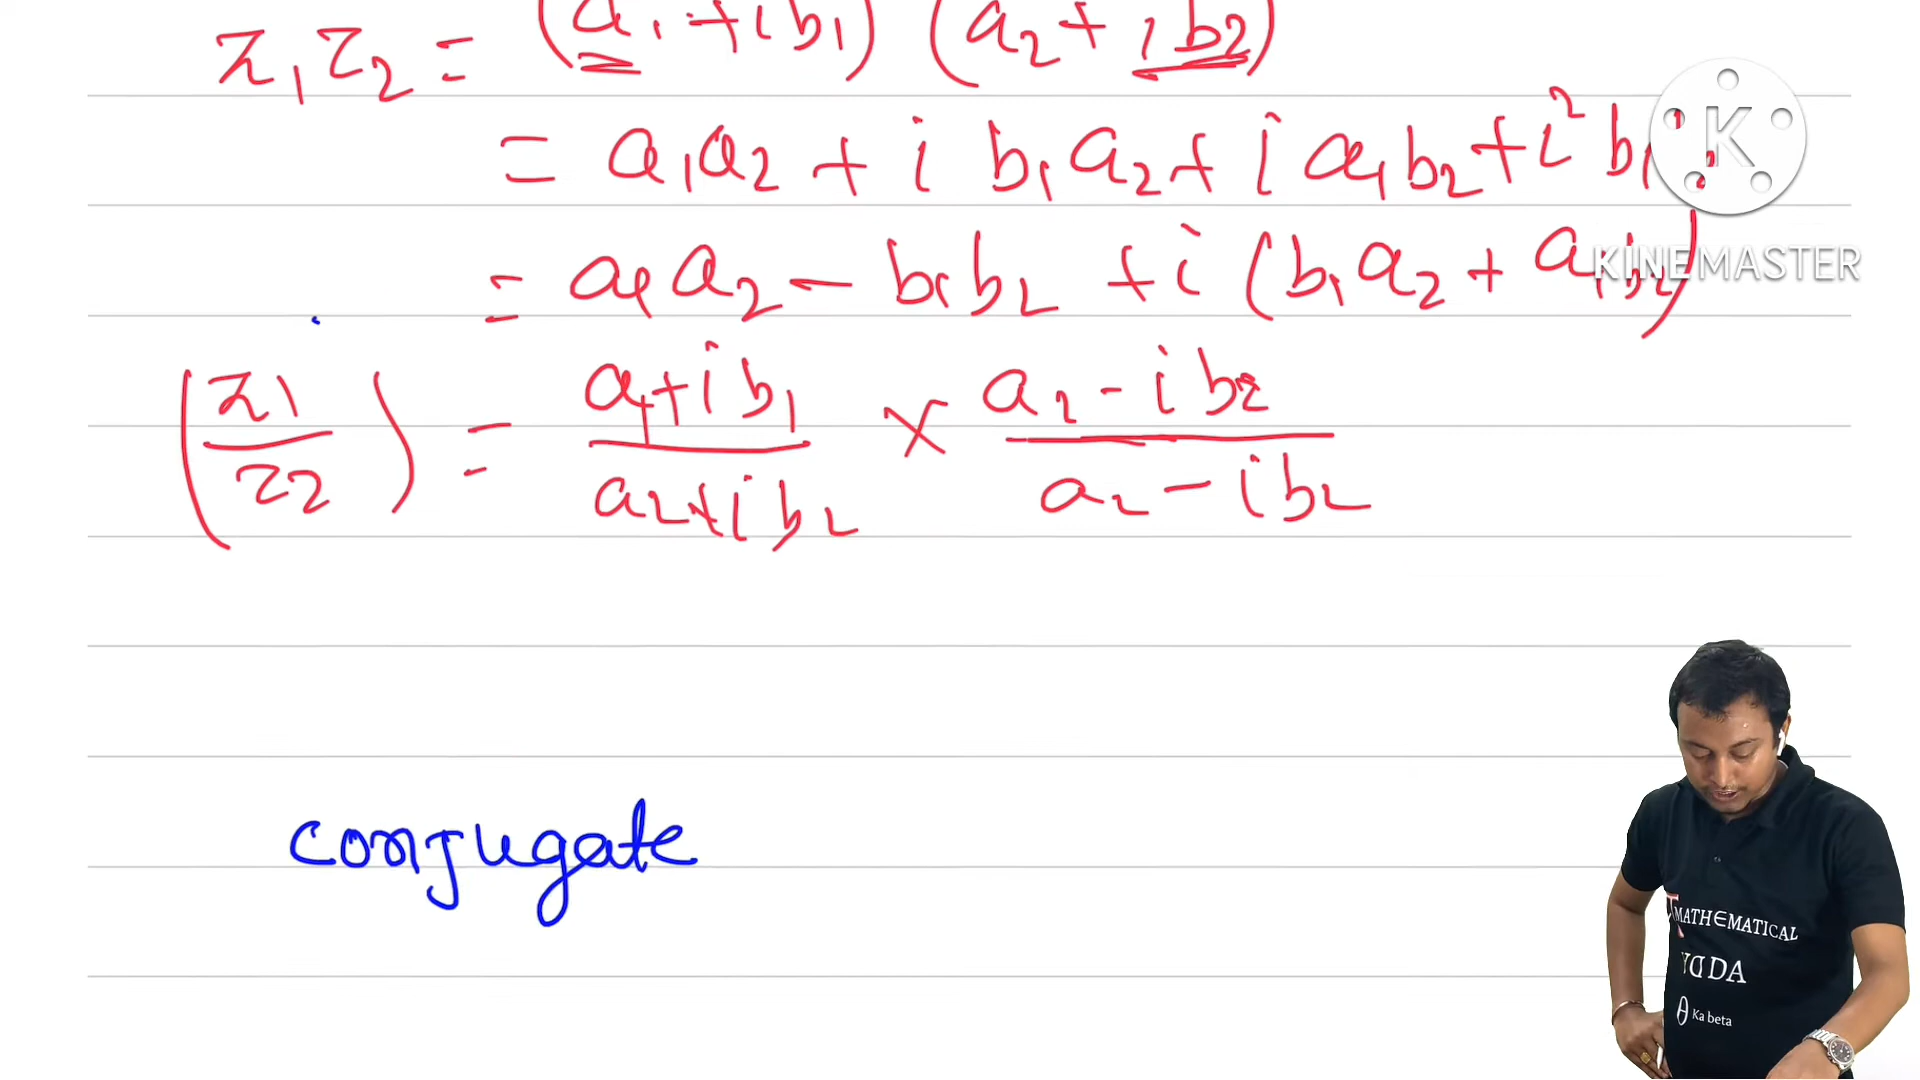 z₁z₂ = (a₁+ib₁) (a₂+ib₂)
= a₁a₂ + i b₁a₂ + i a₁b₂ + i² b₁
= a₁a₂ – b₁b₂ + i (b₁a₂ + a₁b₂)
(z₁/z₂) = (a₁+ib₁)/(a₂+ib₂) × (a₂-ib₂)/(a₂-ib₂)
conjugate
K
KINEMASTER
MATHEMATICAL
DA
Ka beta